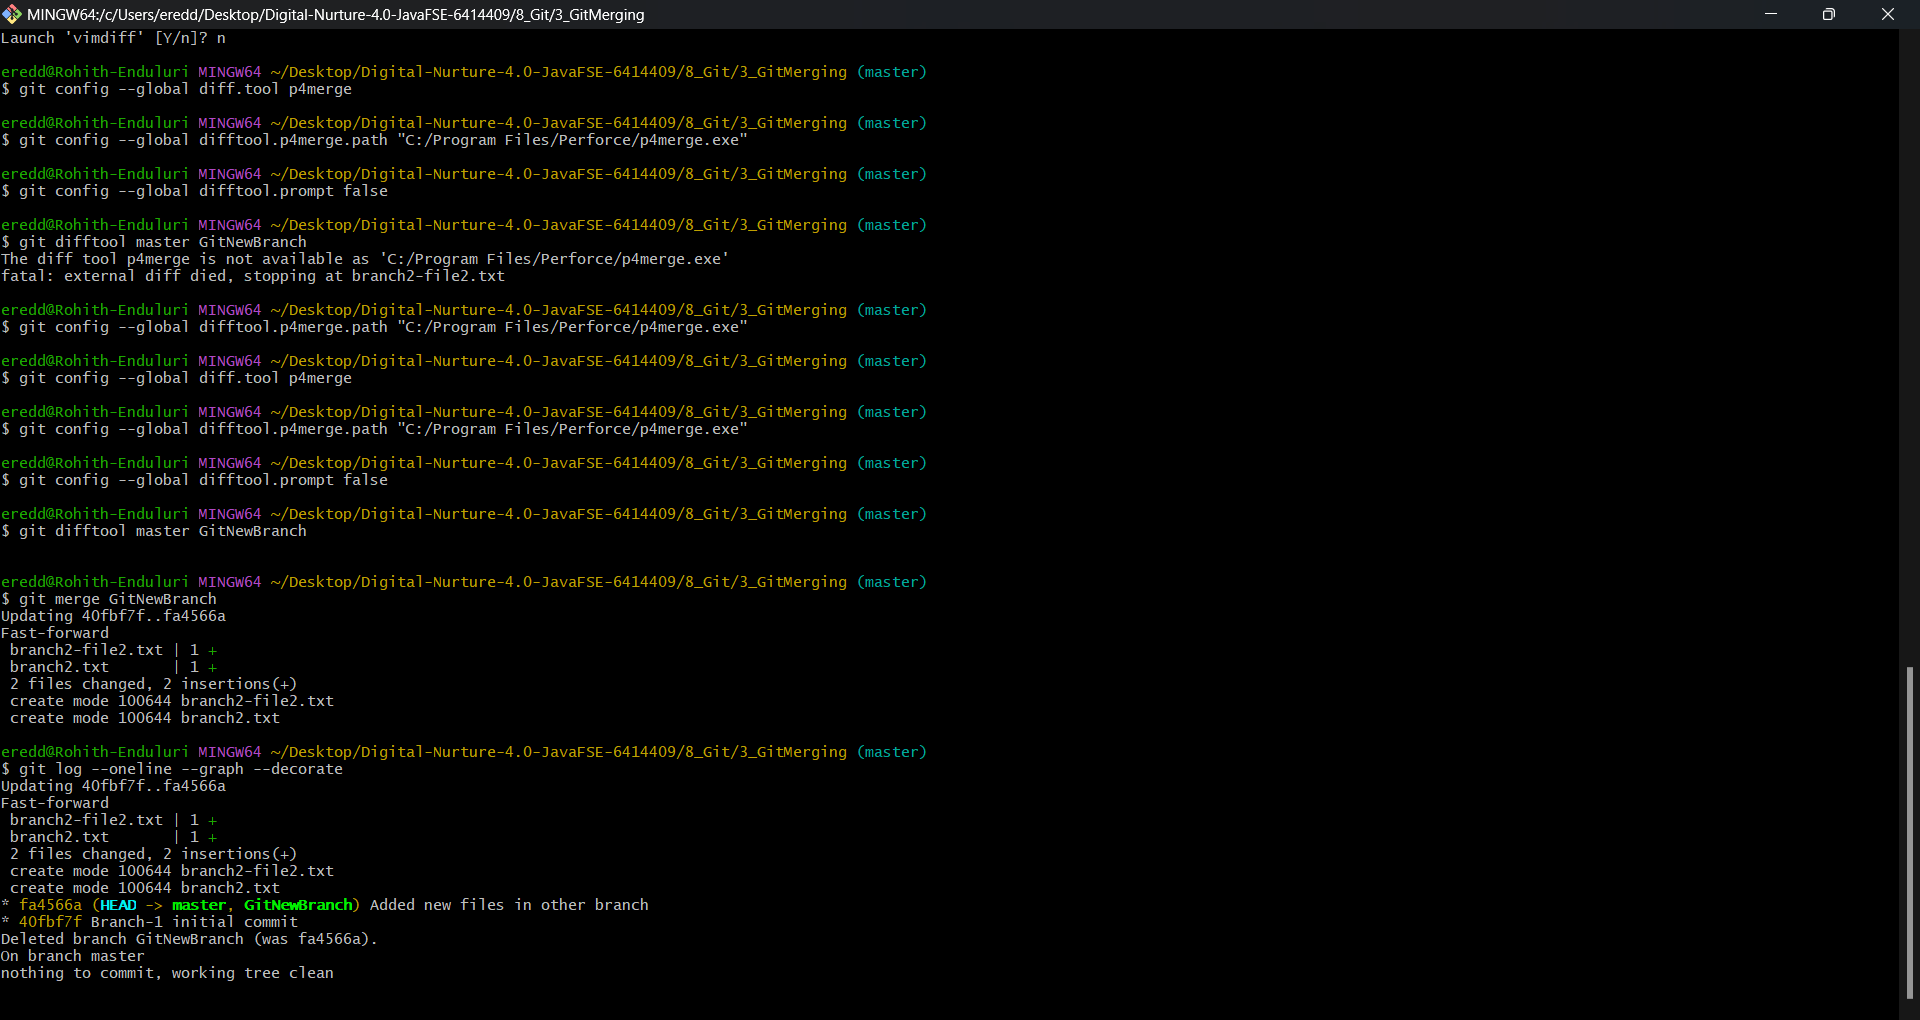 MINGW64:/c/Users/eredd/Desktop/Digital-Nurture-4.0-JavaFSE-6414409/8_Git/3_GitMerging
Launch 'vimdiff' [Y/n]? n
eredd@Rohith-Enduluri MINGW64 ~/Desktop/Digital-Nurture-4.0-JavaFSE-6414409/8_Git/3_GitMerging (master)
$ git config --global diff.tool p4merge
eredd@Rohith-Enduluri MINGW64 ~/Desktop/Digital-Nurture-4.0-JavaFSE-6414409/8_Git/3_GitMerging (master)
$ git config --global difftool.p4merge.path "C:/Program Files/Perforce/p4merge.exe"
eredd@Rohith-Enduluri MINGW64 ~/Desktop/Digital-Nurture-4.0-JavaFSE-6414409/8_Git/3_GitMerging (master)
$ git config --global difftool.prompt false
eredd@Rohith-Enduluri MINGW64 ~/Desktop/Digital-Nurture-4.0-JavaFSE-6414409/8_Git/3_GitMerging (master)
$ git difftool master GitNewBranch
The diff tool p4merge is not available as 'C:/Program Files/Perforce/p4merge.exe'
fatal: external diff died, stopping at branch2-file2.txt
eredd@Rohith-Enduluri MINGW64 ~/Desktop/Digital-Nurture-4.0-JavaFSE-6414409/8_Git/3_GitMerging (master)
$ git config --global difftool.p4merge.path "C:/Program Files/Perforce/p4merge.exe"
eredd@Rohith-Enduluri MINGW64 ~/Desktop/Digital-Nurture-4.0-JavaFSE-6414409/8_Git/3_GitMerging (master)
$ git config --global diff.tool p4merge
eredd@Rohith-Enduluri MINGW64 ~/Desktop/Digital-Nurture-4.0-JavaFSE-6414409/8_Git/3_GitMerging (master)
$ git config --global difftool.p4merge.path "C:/Program Files/Perforce/p4merge.exe"
eredd@Rohith-Enduluri MINGW64 ~/Desktop/Digital-Nurture-4.0-JavaFSE-6414409/8_Git/3_GitMerging (master)
$ git config --global difftool.prompt false
eredd@Rohith-Enduluri MINGW64 ~/Desktop/Digital-Nurture-4.0-JavaFSE-6414409/8_Git/3_GitMerging (master)
$ git difftool master GitNewBranch
eredd@Rohith-Enduluri MINGW64 ~/Desktop/Digital-Nurture-4.0-JavaFSE-6414409/8_Git/3_GitMerging (master)
$ git merge GitNewBranch
Updating 40fbf7f..fa4566a
Fast-forward
branch2-file2.txt | 1 +
branch2.txt       | 1 +
2 files changed, 2 insertions(+)
create mode 100644 branch2-file2.txt
create mode 100644 branch2.txt
eredd@Rohith-Enduluri MINGW64 ~/Desktop/Digital-Nurture-4.0-JavaFSE-6414409/8_Git/3_GitMerging (master)
$ git log --oneline --graph --decorate
Updating 40fbf7f..fa4566a
Fast-forward
branch2-file2.txt | 1 +
branch2.txt       | 1 +
2 files changed, 2 insertions(+)
create mode 100644 branch2-file2.txt
create mode 100644 branch2.txt
* fa4566a (HEAD -> master, GitNewBranch) Added new files in other branch
* 40fbf7f Branch-1 initial commit
Deleted branch GitNewBranch (was fa4566a).
On branch master
nothing to commit, working tree clean